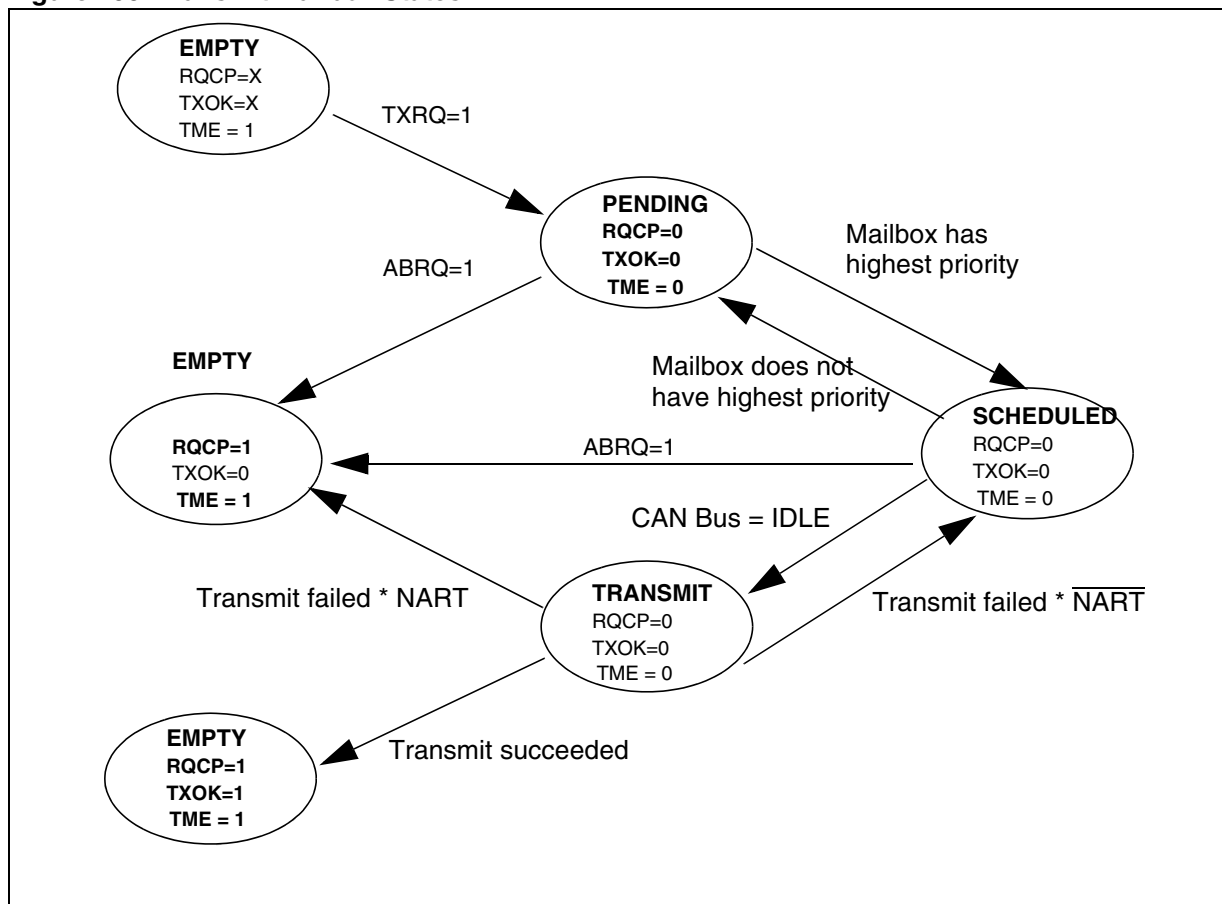 EMPTY
RQCP=X
TXOK=X
TME = 1
TXRQ=1
PENDING
RQCP=0
TXOK=0
TME = 0
Mailbox has
highest priority
ABRQ=1
EMPTY
RQCP=1
TXOK=0
TME = 1
Mailbox does not
have highest priority
SCHEDULED
RQCP=0
TXOK=0
TME = 0
ABRQ=1
CAN Bus = IDLE
Transmit failed * NART
TRANSMIT
RQCP=0
TXOK=0
TME = 0
Transmit failed * N̅A̅R̅T̅
EMPTY
RQCP=1
TXOK=1
TME = 1
Transmit succeeded